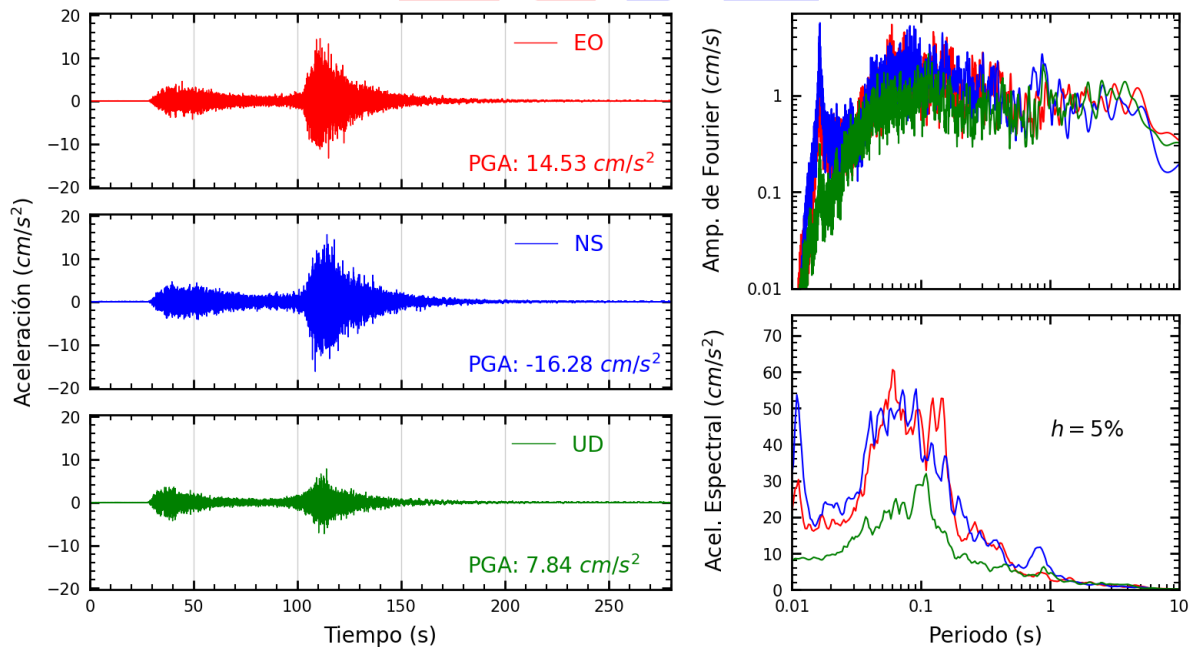 Aceleración (cm/s²)
20
10
0
−10
−20
EO
PGA: 14.53 cm/s²
20
10
0
−10
−20
NS
PGA: -16.28 cm/s²
20
10
0
−10
−20
UD
PGA: 7.84 cm/s²
0 50 100 150 200 250
Tiempo (s)
Amp. de Fourier (cm/s)
1
0.1
0.01
Acel. Espectral (cm/s²)
70
60
50
40
30
20
10
0
h = 5%
0.01 0.1 1 10
Periodo (s)